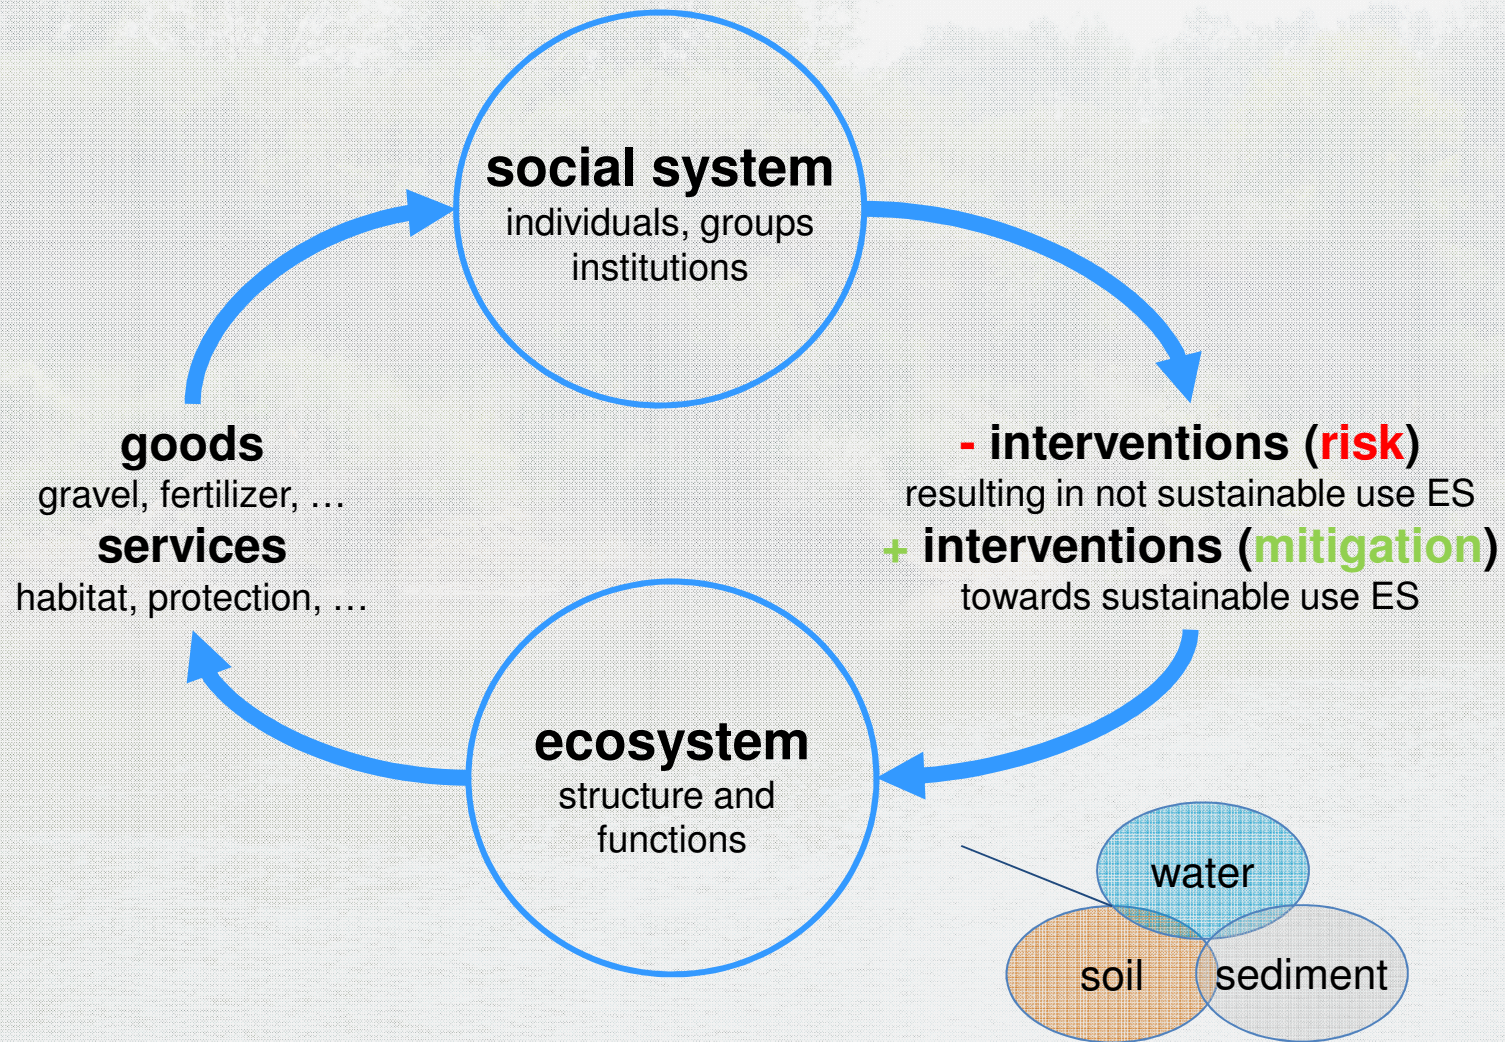 social system
individuals, groups
institutions
goods
gravel, fertilizer, …
services
habitat, protection, …
- interventions (risk)
resulting in not sustainable use ES
+ interventions (mitigation)
towards sustainable use ES
ecosystem
structure and
functions
water
soil
sediment